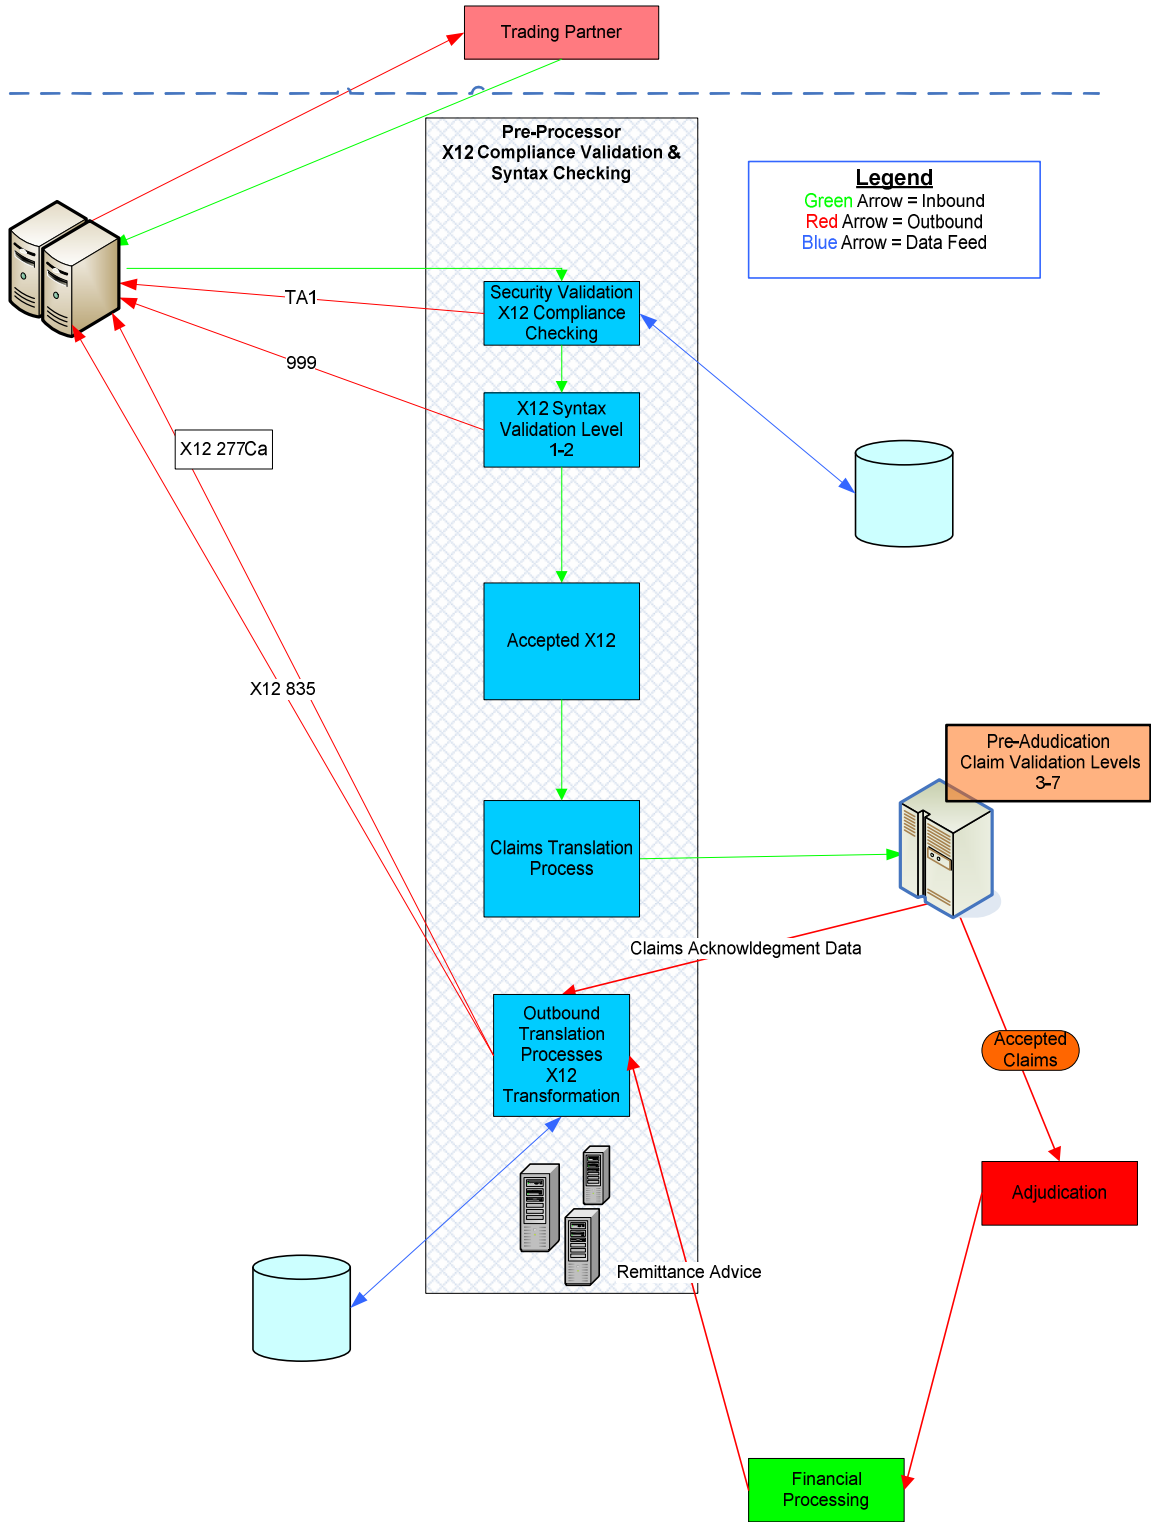 Trading Partner
Pre-Processor
X12 Compliance Validation &
Syntax Checking
Legend
Green Arrow = Inbound
Red Arrow = Outbound
Blue Arrow = Data Feed
TA1
Security Validation
X12 Compliance
Checking
999
X12 Syntax
Validation Level
1-2
X12 277Ca
Accepted X12
X12 835
Pre-Adudication
Claim Validation Levels
3-7
Claims Translation
Process
Claims Acknowldegment Data
Outbound
Translation
Processes
X12
Transformation
Accepted
Claims
Adjudication
Remittance Advice
Financial
Processing